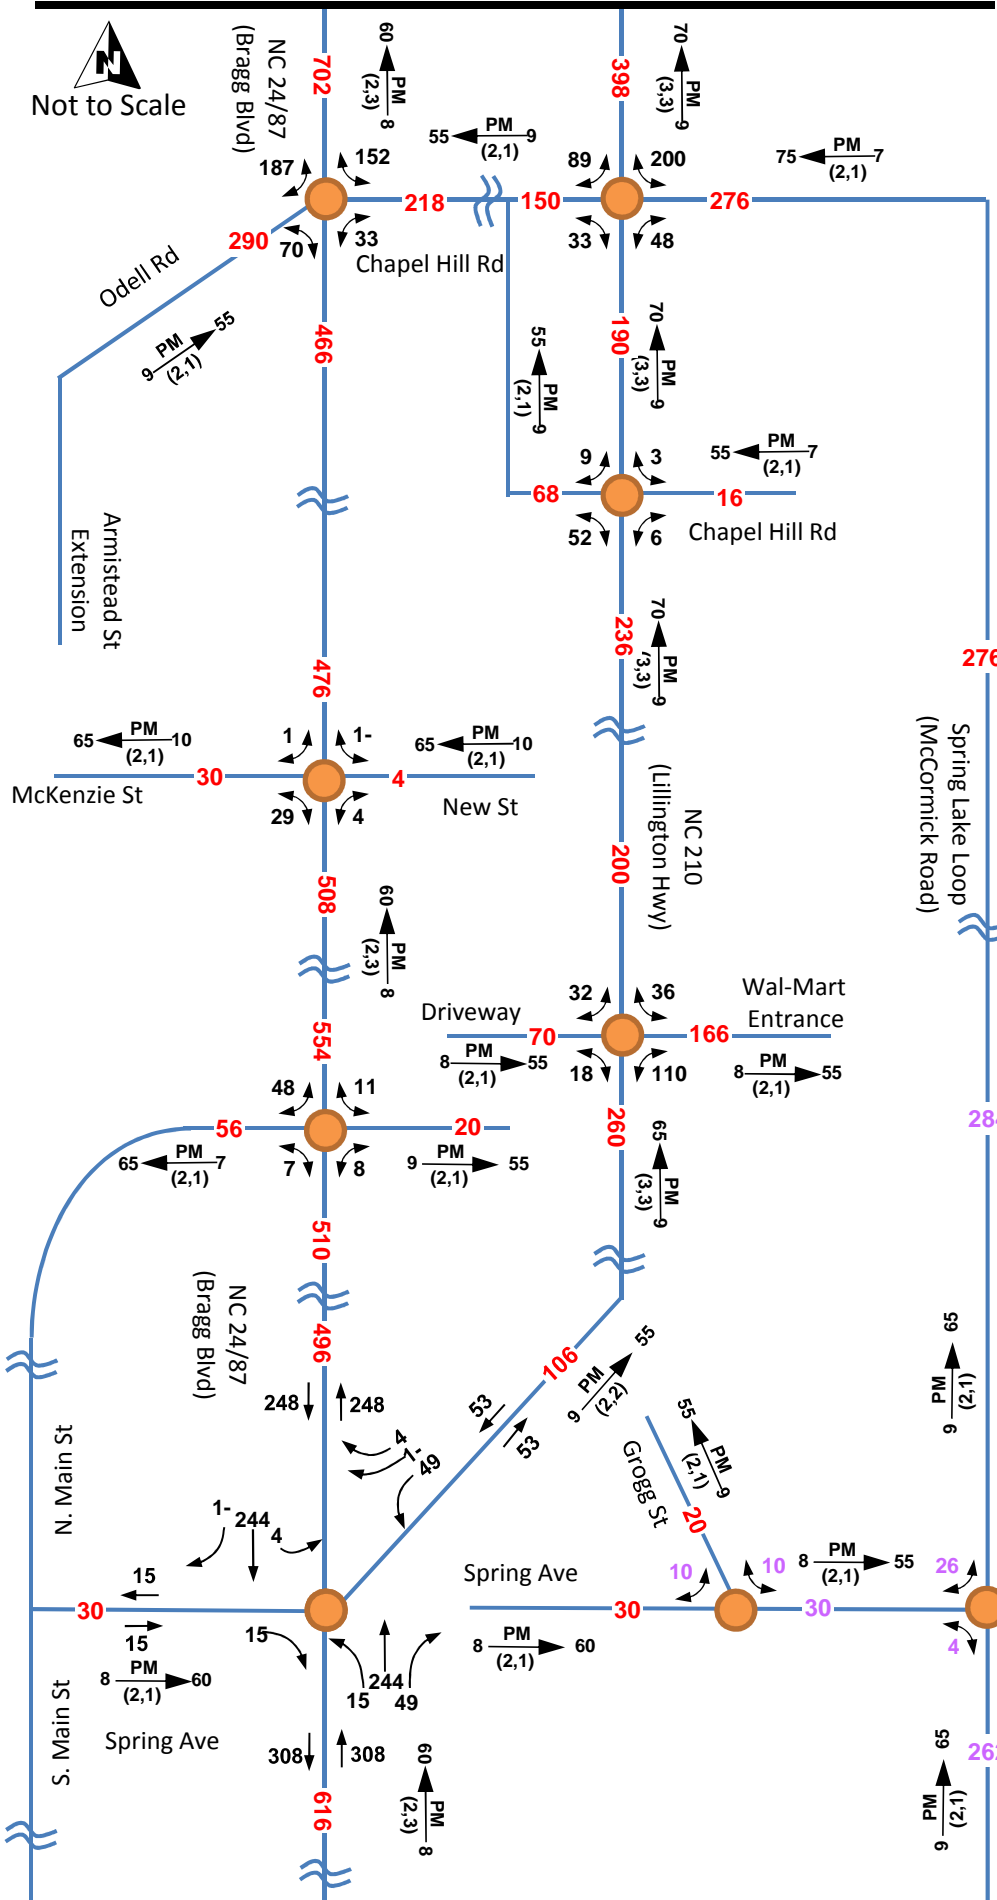 N
Not to Scale
NC 24/87
(Bragg Blvd)
702
60 PM 8
(2,3)
398
70 PM 9
(3,3)
55 PM 9
(2,1)
75 PM 7
(2,1)
187
152
89
200
218
150
276
290
70
33
33
48
Chapel Hill Rd
Odell Rd
9 PM 55
(2,1)
466
55 PM 9
(2,1)
190
70 PM 9
(3,3)
9
3
55 PM 7
(2,1)
68
16
52
6
Chapel Hill Rd
Armistead St
Extension
236
70 PM 9
(3,3)
276
476
65 PM 10
(2,1)
1
1-
65 PM 10
(2,1)
30
4
McKenzie St
29
4
New St
NC 210
(Lillington Hwy)
Spring Lake Loop
(McCormick Road)
508
60 PM 8
(2,3)
200
554
Driveway
32
36
Wal-Mart
Entrance
70
166
8 PM 55
(2,1)
18
110
8 PM 55
(2,1)
48
11
260
56
20
65 PM 7
(2,1)
7
8
9 PM 55
(2,1)
65 PM 9
(3,3)
510
NC 24/87
(Bragg Blvd)
496
106
9 PM 55
(2,2)
65 PM 9
(2,1)
248
248
53
53
4
1-
49
55 PM 9
(2,1)
Grogg St
20
N. Main St
1-
244
4
15
Spring Ave
10
10
8 PM 55
(2,1)
26
30
30
30
15
15
8 PM 60
(2,1)
4
8 PM 60
(2,1)
15
244
49
S. Main St
Spring Ave
308
308
60 PM 8
(2,3)
65 PM 9
(2,1)
616